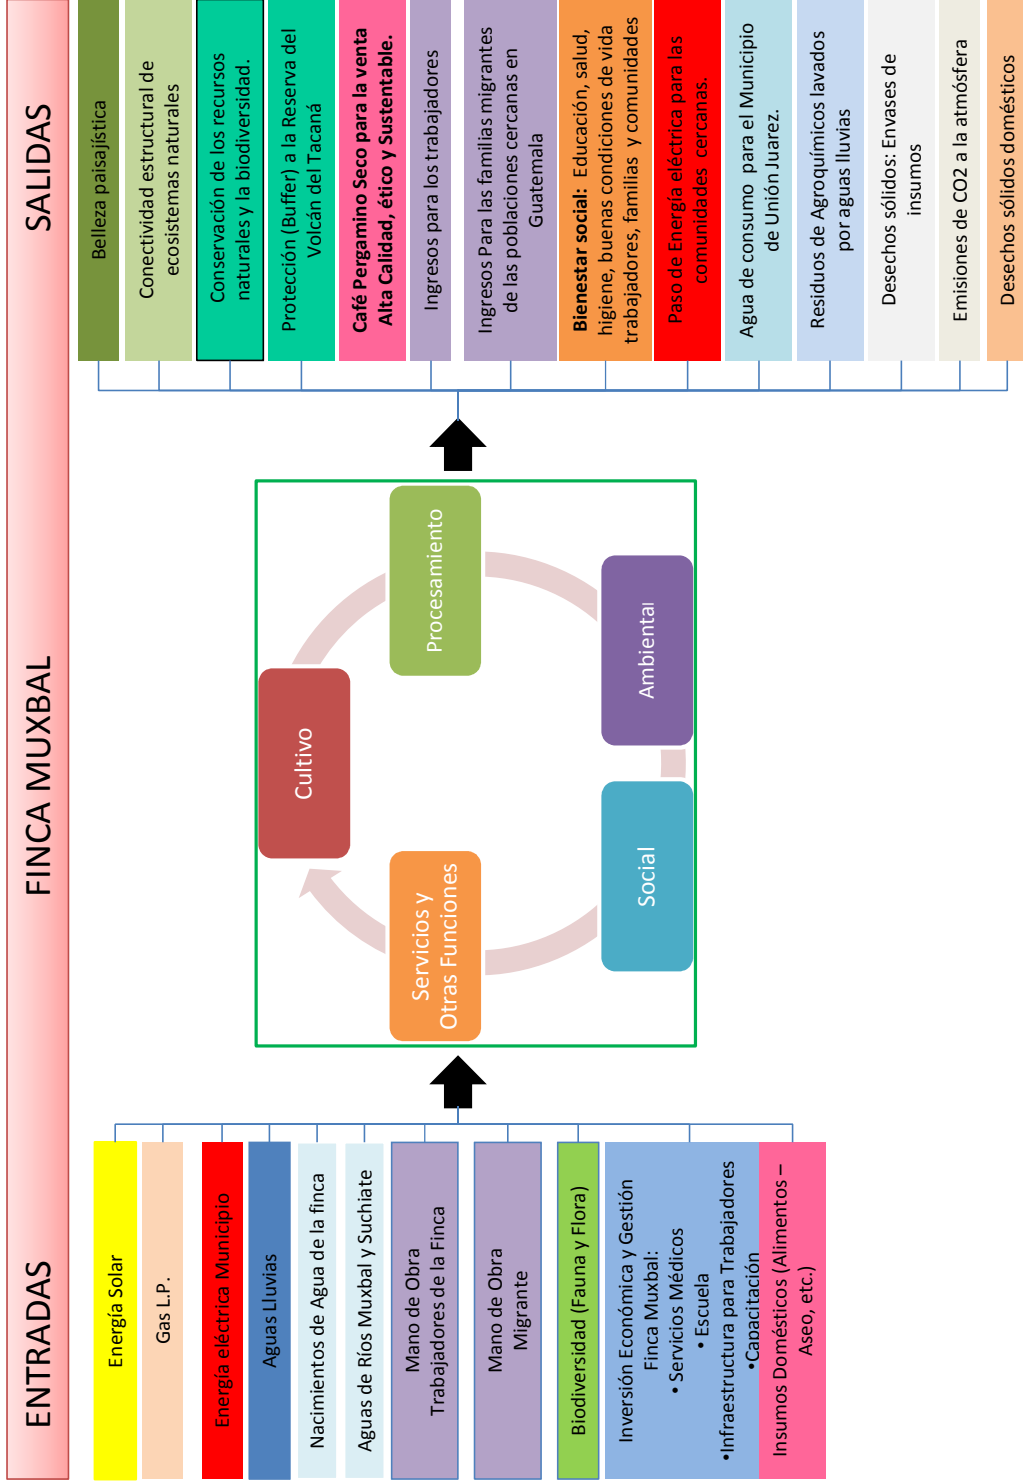 ENTRADAS
FINCA MUXBAL
SALIDAS
Energía Solar
Gas L.P.
Energía eléctrica Municipio
Aguas Lluvias
Nacimientos de Agua de la finca
Aguas de Ríos Muxbal y Suchiate
Mano de Obra
Trabajadores de la Finca
Mano de Obra
Migrante
Biodiversidad (Fauna y Flora)
Inversión Económica y Gestión
Finca Muxbal:
• Servicios Médicos
• Escuela
•Infraestructura para Trabajadores
•Capacitación
Insumos Domésticos (Alimentos –
Aseo, etc.)
Cultivo
Procesamiento
Ambiental
Social
Servicios y
Otras Funciones
Belleza paisajística
Conectividad estructural de
ecosistemas naturales
Conservación de los recursos
naturales y la biodiversidad.
Protección (Buffer) a la Reserva del
Volcán del Tacaná
Café Pergamino Seco para la venta
Alta Calidad, ético y Sustentable.
Ingresos para los trabajadores
Ingresos Para las familias migrantes
de las poblaciones cercanas en
Guatemala
Bienestar social: Educación, salud,
higiene, buenas condiciones de vida
trabajadores, familias y comunidades
Paso de Energía eléctrica para las
comunidades cercanas.
Agua de consumo para el Municipio
de Unión Juarez.
Residuos de Agroquímicos lavados
por aguas lluvias
Desechos sólidos: Envases de
insumos
Emisiones de CO2 a la atmósfera
Desechos sólidos domésticos